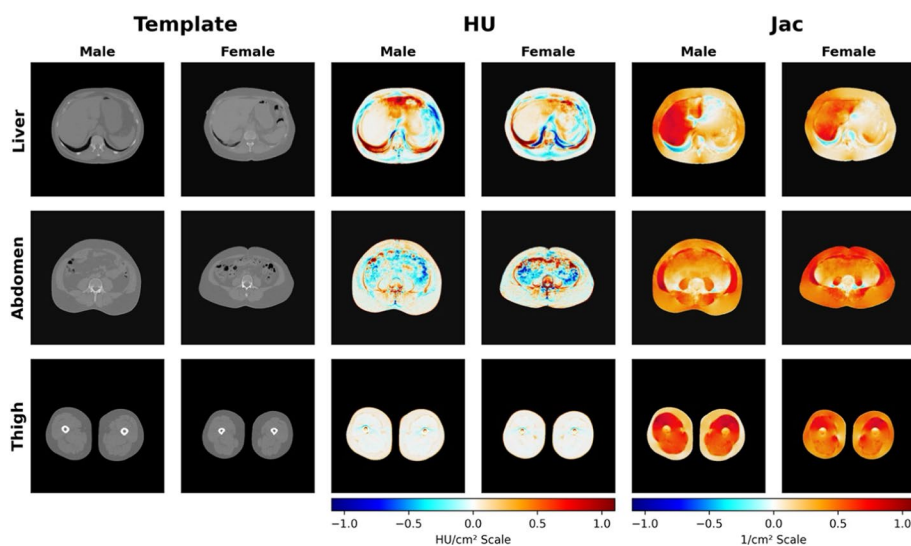 Template HU Jac
Male Female Male Female Male Female
Liver
Abdomen
Thigh
−1.0 −0.5 0.0 0.5 1.0 −1.0 −0.5 0.0 0.5 1.0
HU/cm² Scale 1/cm² Scale